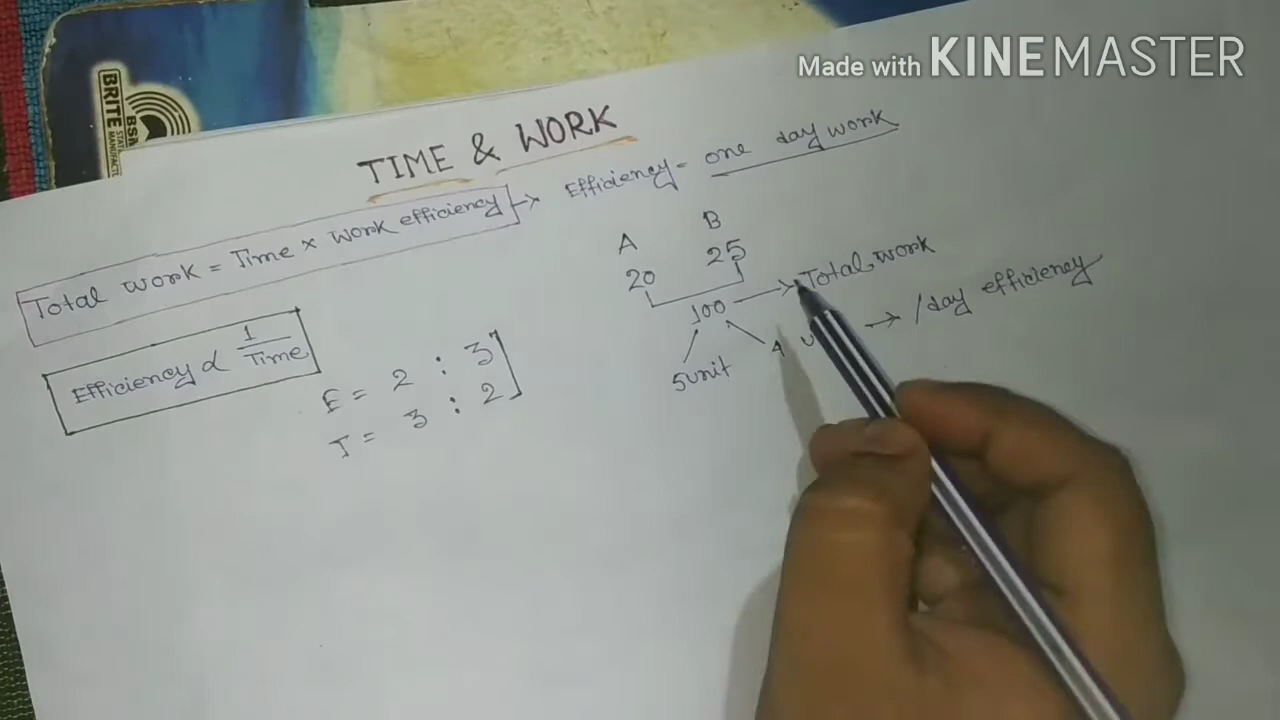 Made with KINEMASTER
BRITE
TIME & WORK
Total work = Time × Work efficiency → Efficiency - one day work
A B
20 25
100 → Total work
5unit 4 u → /day efficiency
Efficiency ∝ 1/Time
E = 2 : 3
T = 3 : 2